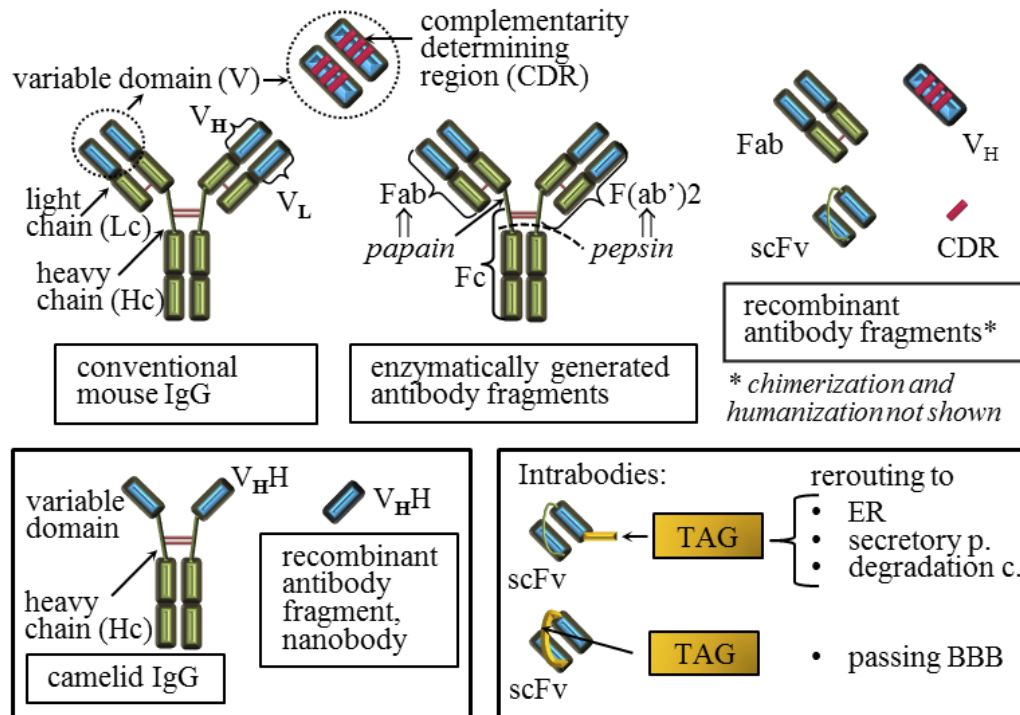 complementarity
determining
region (CDR)
variable domain (V)
VH
VL
light
chain (Lc)
heavy
chain (Hc)
conventional
mouse IgG
Fab
F(ab’)2
papain
pepsin
Fc
enzymatically generated
antibody fragments
Fab
VH
scFv
CDR
recombinant
antibody fragments*
* chimerization and
humanization not shown
VHH
variable
domain
heavy
chain (Hc)
camelid IgG
VHH
recombinant
antibody
fragment,
nanobody
Intrabodies:
rerouting to
scFv
TAG
• ER
• secretory p.
• degradation c.
scFv
TAG
• passing BBB